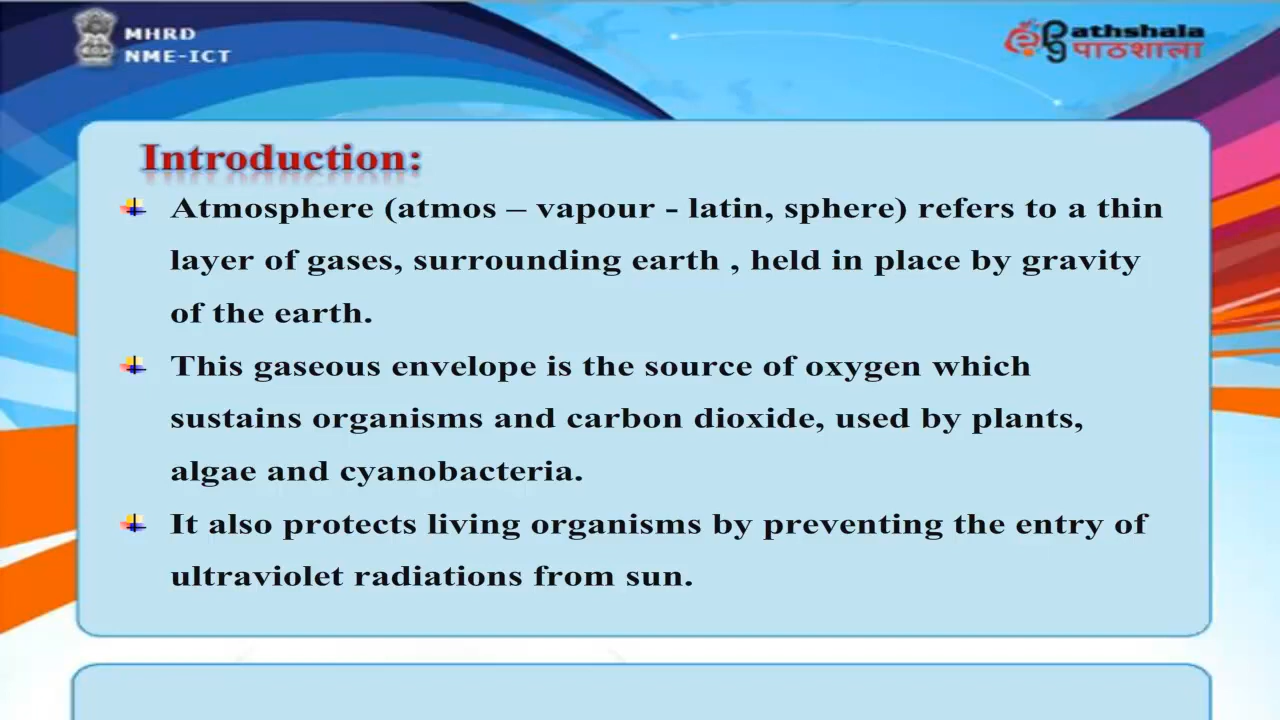 MHRD
NME-ICT
ePathshala
पाठशाला
Introduction:
Atmosphere (atmos – vapour - latin, sphere) refers to a thin
layer of gases, surrounding earth , held in place by gravity
of the earth.
This gaseous envelope is the source of oxygen which
sustains organisms and carbon dioxide, used by plants,
algae and cyanobacteria.
It also protects living organisms by preventing the entry of
ultraviolet radiations from sun.